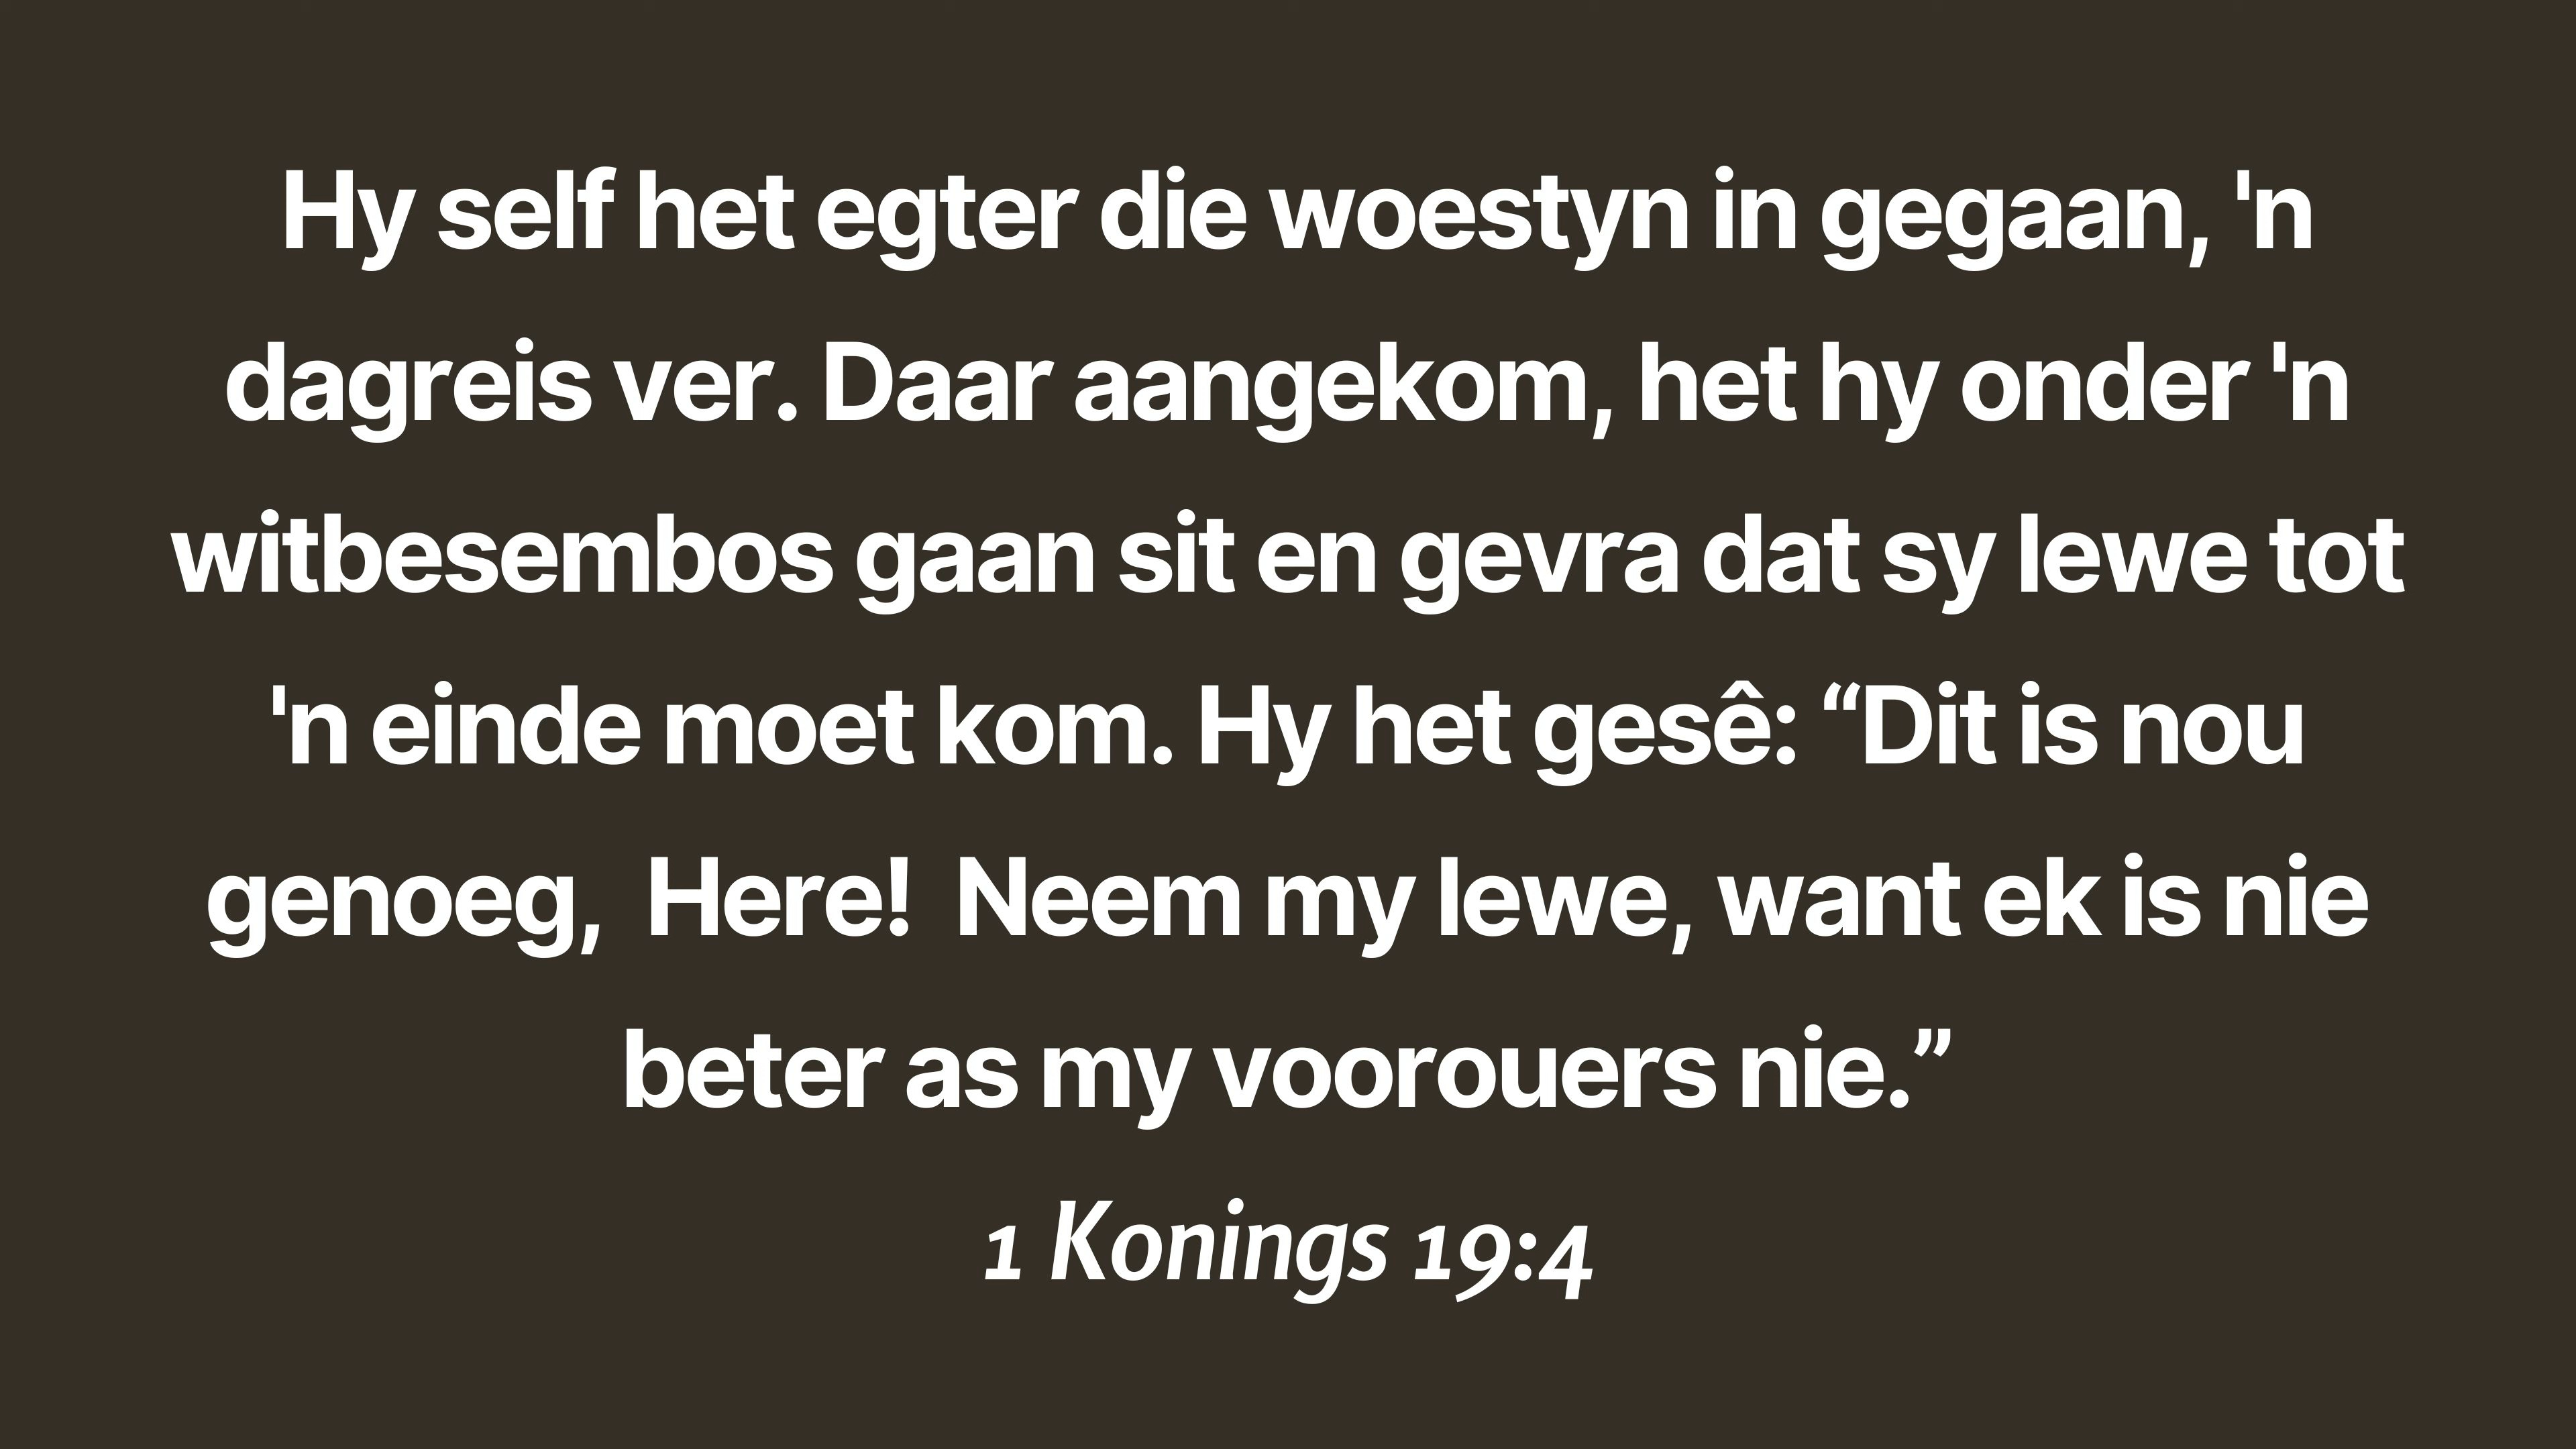 Hy self het egter die woestyn in gegaan, 'n
dagreis ver. Daar aangekom, het hy onder 'n
witbesembos gaan sit en gevra dat sy lewe tot
'n einde moet kom. Hy het gesê: “Dit is nou
genoeg,  Here!  Neem my lewe, want ek is nie
beter as my voorouers nie.”
1 Konings 19:4